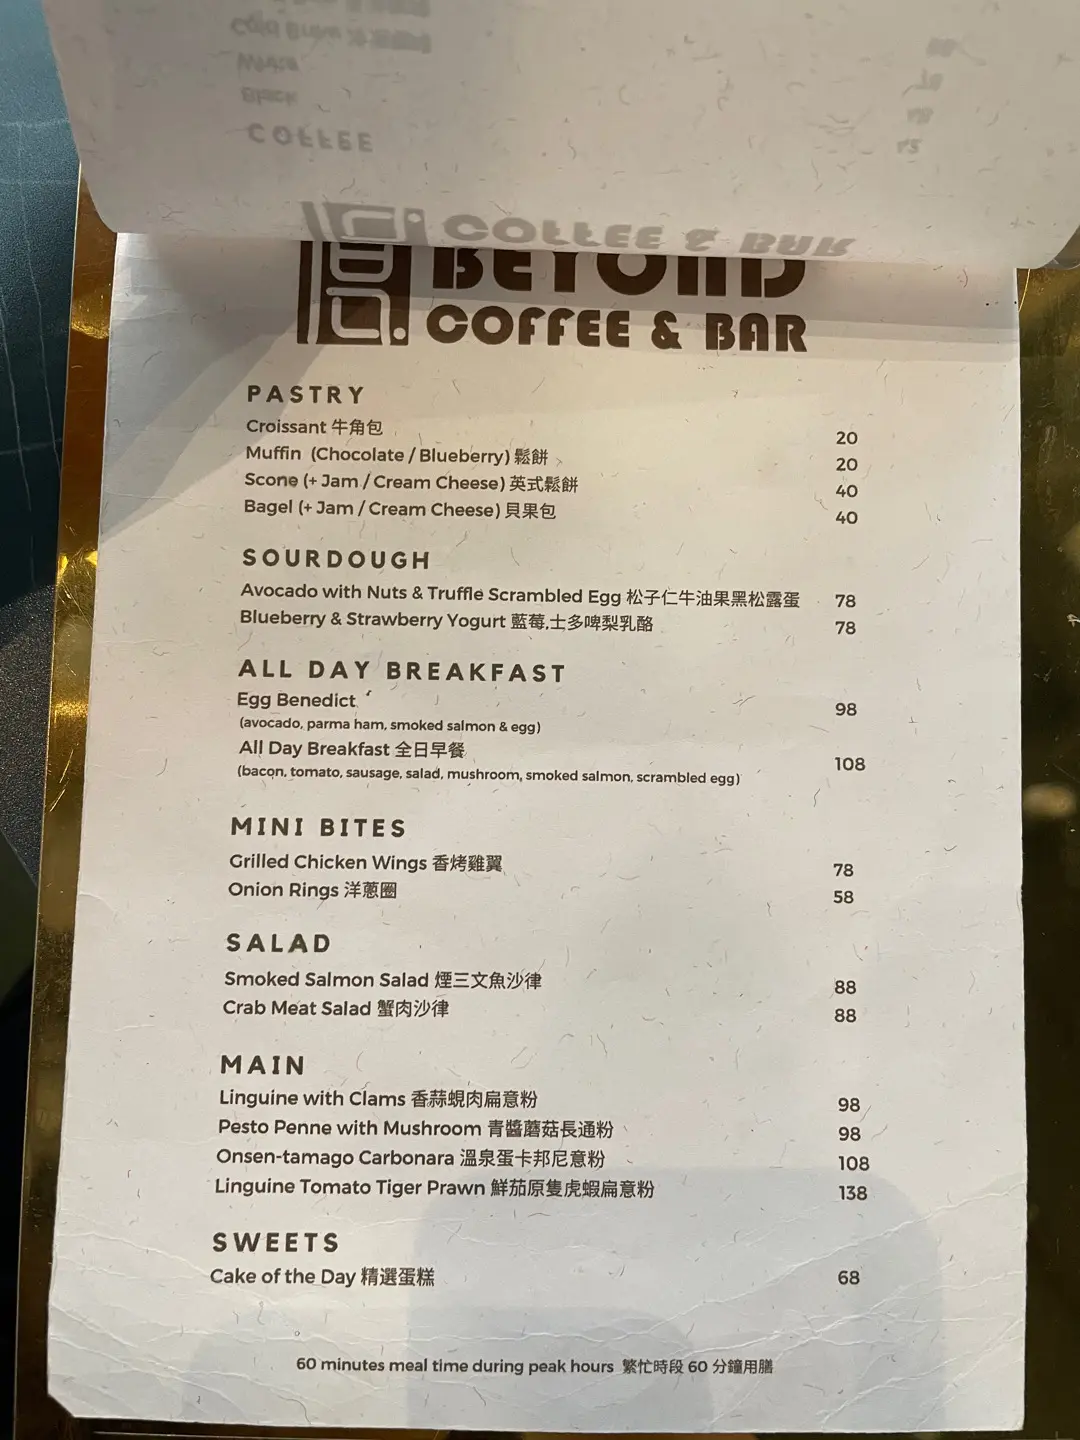 COFFEE
COFFEE & BAR
BEYOND
COFFEE & BAR
PASTRY
Croissant 牛角包 20
Muffin (Chocolate / Blueberry) 鬆餅 20
Scone (+ Jam / Cream Cheese) 英式鬆餅 40
Bagel (+ Jam / Cream Cheese) 貝果包 40
SOURDOUGH
Avocado with Nuts & Truffle Scrambled Egg 松子仁牛油果黑松露蛋 78
Blueberry & Strawberry Yogurt 藍莓,士多啤梨乳酪 78
ALL DAY BREAKFAST
Egg Benedict 98
(avocado, parma ham, smoked salmon & egg)
All Day Breakfast 全日早餐 108
(bacon, tomato, sausage, salad, mushroom, smoked salmon, scrambled egg)
MINI BITES
Grilled Chicken Wings 香烤雞翼 78
Onion Rings 洋蔥圈 58
SALAD
Smoked Salmon Salad 煙三文魚沙律 88
Crab Meat Salad 蟹肉沙律 88
MAIN
Linguine with Clams 香蒜蜆肉扁意粉 98
Pesto Penne with Mushroom 青醬蘑菇長通粉 98
Onsen-tamago Carbonara 溫泉蛋卡邦尼意粉 108
Linguine Tomato Tiger Prawn 鮮茄原隻虎蝦扁意粉 138
SWEETS
Cake of the Day 精選蛋糕 68
60 minutes meal time during peak hours 繁忙時段 60 分鐘用膳